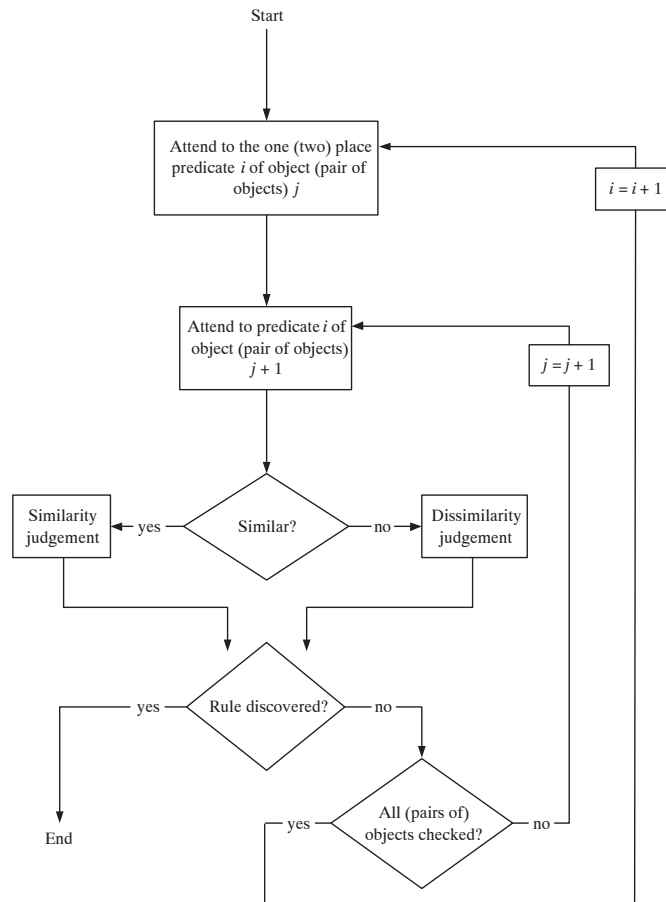 Start
Attend to the one (two) place
predicate i of object (pair of
objects) j
i = i + 1
Attend to predicate i of
object (pair of objects)
j + 1
j = j + 1
Similarity
judgement
yes
Similar?
no
Dissimilarity
judgement
yes
Rule discovered?
no
End
yes
All (pairs of)
objects checked?
no